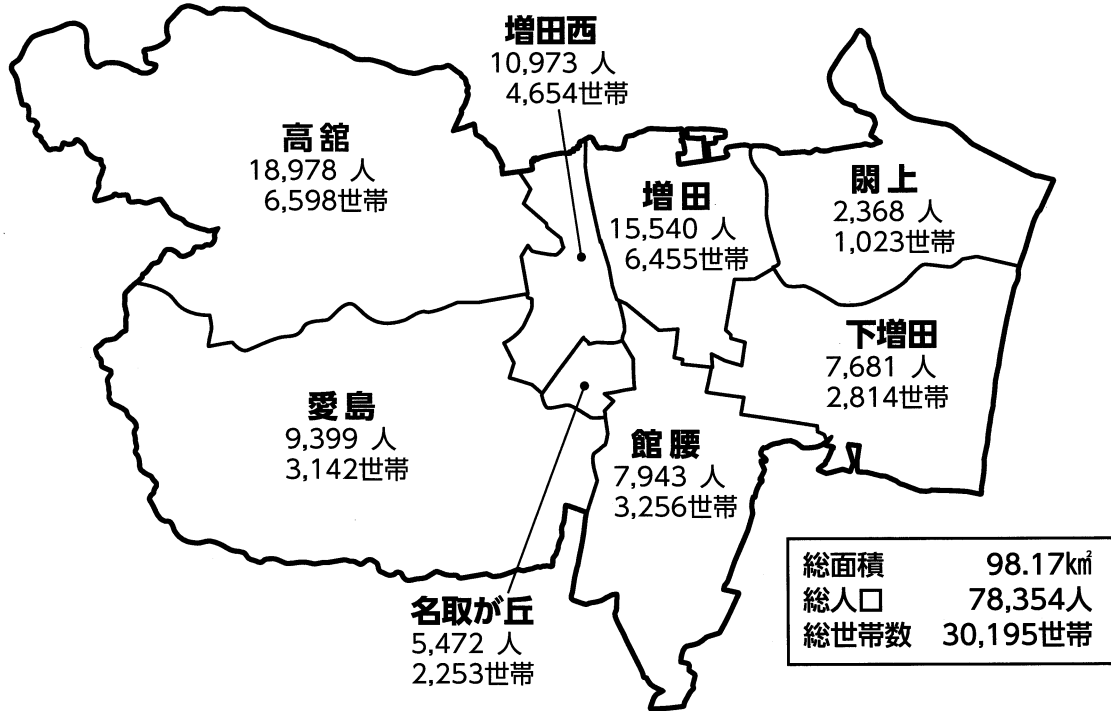 増田西
10,973 人
4,654世帯
高舘
18,978 人
6,598世帯
増田
15,540 人
6,455世帯
閖上
2,368 人
1,023世帯
下増田
7,681 人
2,814世帯
愛島
9,399 人
3,142世帯
館腰
7,943 人
3,256世帯
名取が丘
5,472 人
2,253世帯
総面積 98.17㎢
総人口 78,354人
総世帯数 30,195世帯